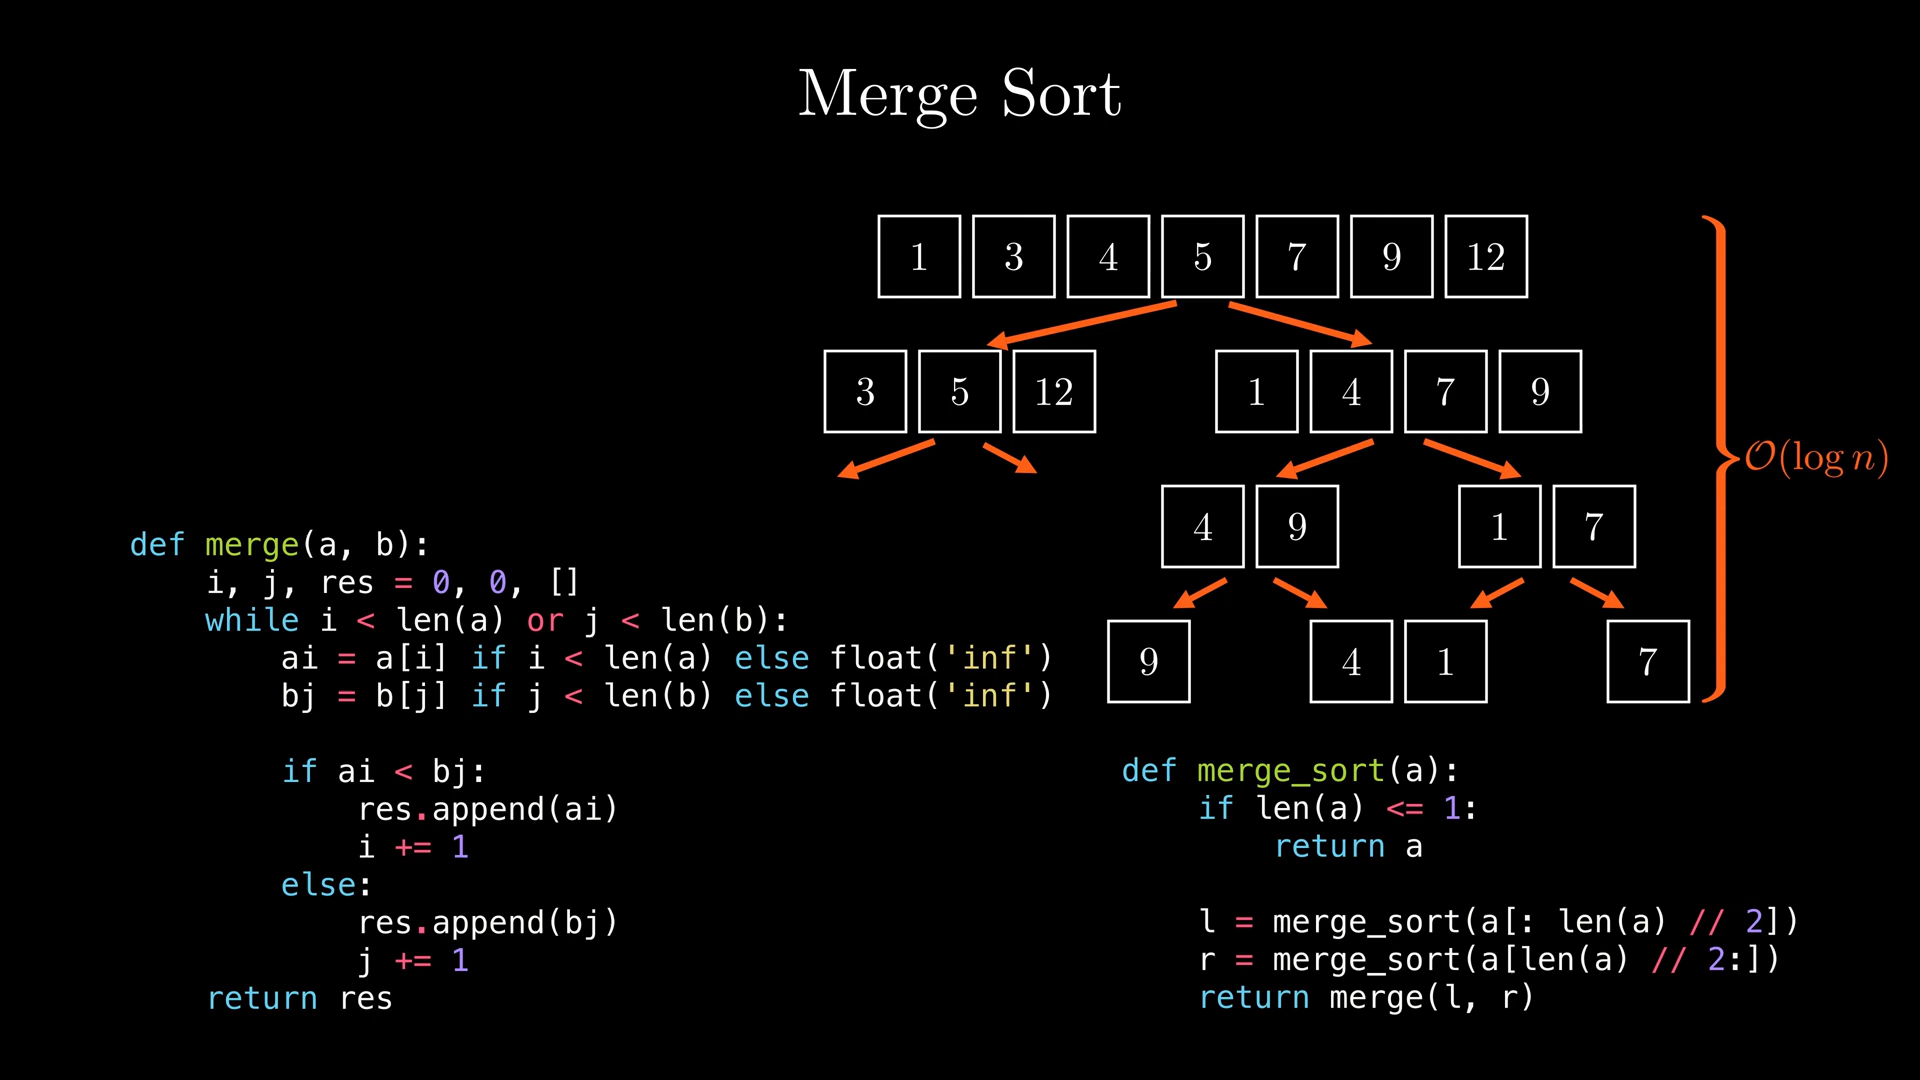 Merge Sort
1 3 4 5 7 9 12
3 5 12 1 4 7 9
4 9 1 7
9 4 1 7
𝒪(log n)
def merge(a, b):
    i, j, res = 0, 0, []
    while i < len(a) or j < len(b):
        ai = a[i] if i < len(a) else float('inf')
        bj = b[j] if j < len(b) else float('inf')

        if ai < bj:
            res.append(ai)
            i += 1
        else:
            res.append(bj)
            j += 1
    return res
def merge_sort(a):
    if len(a) <= 1:
        return a

    l = merge_sort(a[: len(a) // 2])
    r = merge_sort(a[len(a) // 2:])
    return merge(l, r)